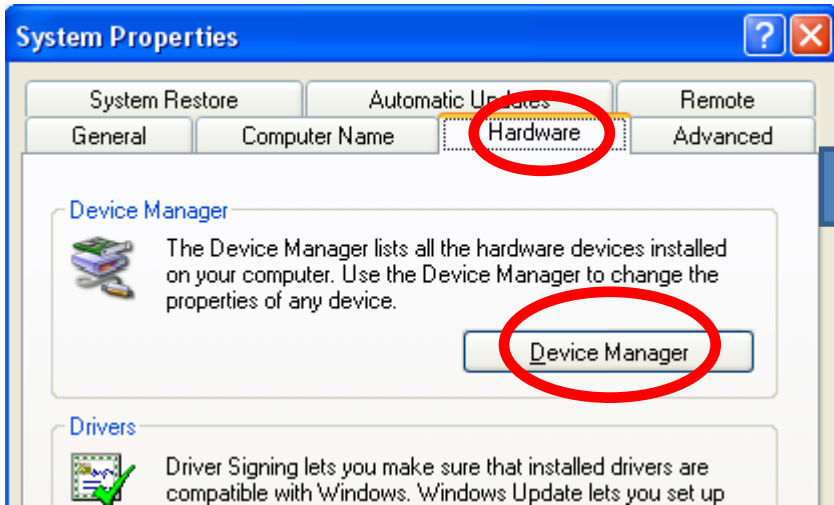 System Properties
System Restore Automatic Updates Remote
General Computer Name Hardware Advanced
Device Manager
The Device Manager lists all the hardware devices installed
on your computer. Use the Device Manager to change the
properties of any device.
Device Manager
Drivers
Driver Signing lets you make sure that installed drivers are
compatible with Windows. Windows Update lets you set up